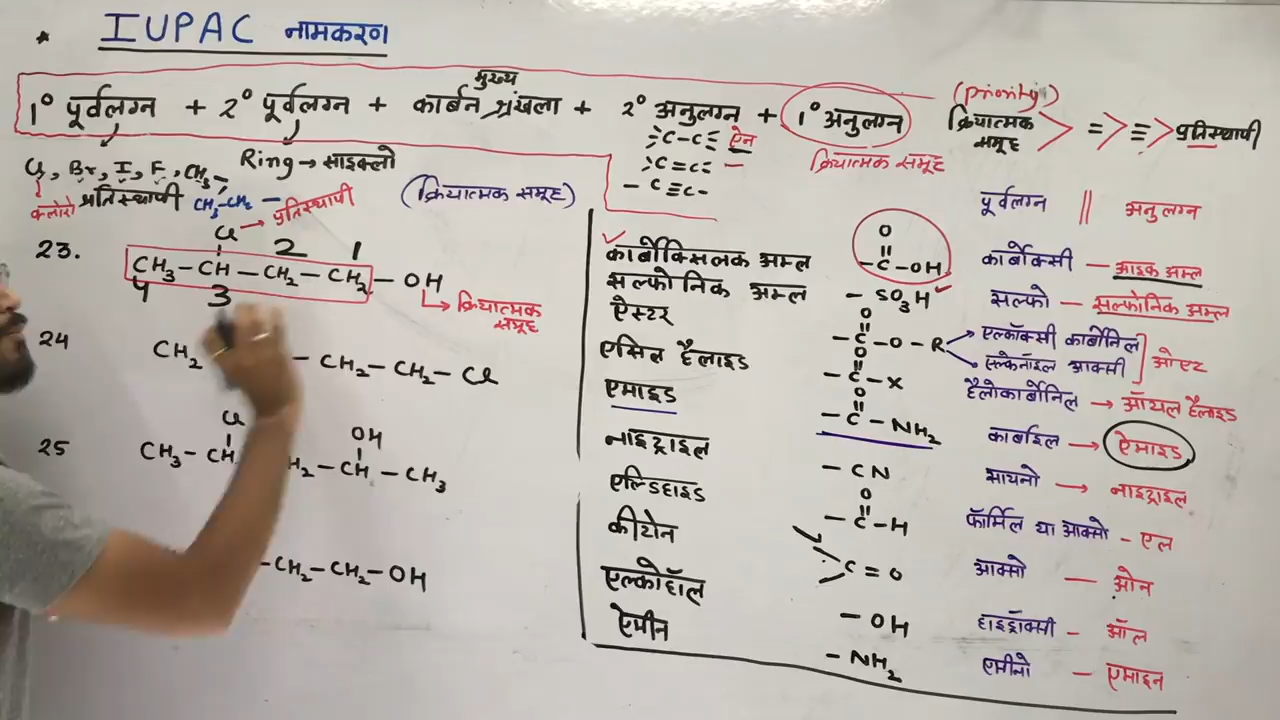 * IUPAC नामकरण
मुख्य
1° पूर्वलग्न + 2° पूर्वलग्न + कार्बन श्रृंखला + 2° अनुलग्न + 1° अनुलग्न
(priority)
क्रियात्मक समूह > = > ≡ > प्रतिस्थापी
Cl, Br, I, F, CH3-
Ring → साइक्लो
C-C ऐन
C=C
- C≡C-
क्रियात्मक समूह
क्लोरो
प्रतिस्थापी CH3-CH2-
(क्रियात्मक समूह)
पूर्वलग्न || अनुलग्न
23.
Cl → प्रतिस्थापी
2 1
CH3-CH-CH2-CH2-OH
4 3
→ क्रियात्मक समूह
24
CH2 - CH2-CH2-Cl
25
Cl OH
CH3-CH -CH-CH3
-CH2-CH2-OH
✓ कार्बोक्सिलक अम्ल
O
-C-OH
कार्बोक्सी — आइक अम्ल
सल्फोनिक अम्ल - SO3H ✓ सल्फो — सल्फोनिक अम्ल
ऐस्टर
O
-C-O-R
एल्कॉक्सी कार्बोनिल
एल्केनॉइल आक्सी
ओएट
एसिल हैलाइड
O
-C-X
हैलोकार्बोनिल → ऑयल हैलाइड
एमाइड
O
-C-NH2
→ ऐमाइड
नाइट्राइल -CN सायनो → नाइट्राइल
एल्डिहाइड
O
-C-H
फॉर्मिल या आक्सो - एल
कीटोन >C=O आक्सो — ओन
एल्कोहॉल -OH हाइड्रॉक्सी - ऑल
ऐमीन -NH2 एमीनो — एमाइन